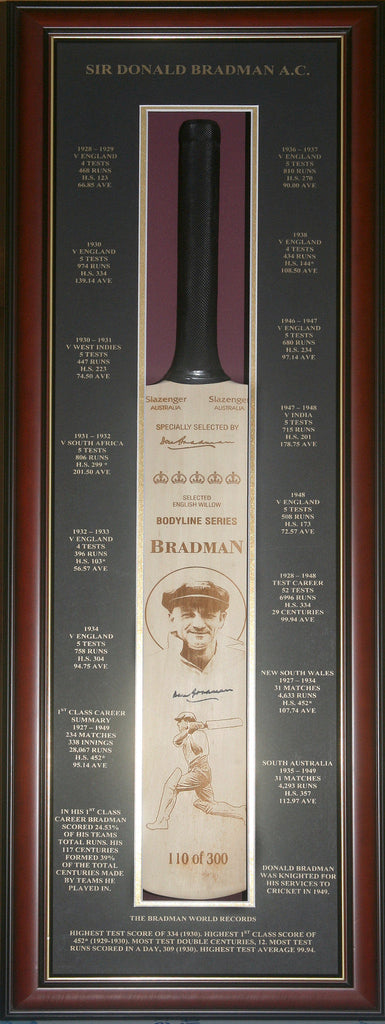 SIR DONALD BRADMAN A.C.
1928 – 1929
V ENGLAND
4 TESTS
468 RUNS
H.S. 123
66.85 AVE
1930
V ENGLAND
5 TESTS
974 RUNS
H.S. 334
139.14 AVE
1930 – 1931
V WEST INDIES
5 TESTS
447 RUNS
H.S. 223
74.50 AVE
1931 – 1932
V SOUTH AFRICA
5 TESTS
806 RUNS
H.S. 299 *
201.50 AVE
1932 – 1933
V ENGLAND
4 TESTS
396 RUNS
H.S. 103*
56.57 AVE
1934
V ENGLAND
5 TESTS
758 RUNS
H.S. 304
94.75 AVE
1ST CLASS CAREER
SUMMARY
1927 – 1949
234 MATCHES
338 INNINGS
28,067 RUNS
H.S. 452*
95.14 AVE
IN HIS 1ST CLASS
CAREER BRADMAN
SCORED 24.53%
OF HIS TEAMS
TOTAL RUNS. HIS
117 CENTURIES
FORMED 39%
OF THE TOTAL
CENTURIES MADE
BY TEAMS HE
PLAYED IN.
Slazenger Slazenger
AUSTRALIA AUSTRALIA
SPECIALLY SELECTED BY
Don Bradman
SELECTED
ENGLISH WILLOW
BODYLINE SERIES
BRADMAN
Don Bradman
110 of 300
1936 – 1937
V ENGLAND
5 TESTS
810 RUNS
H.S. 270
90.00 AVE
1938
V ENGLAND
4 TESTS
434 RUNS
H.S. 144*
108.50 AVE
1946 – 1947
V ENGLAND
5 TESTS
680 RUNS
H.S. 234
97.14 AVE
1947 – 1948
V INDIA
5 TESTS
715 RUNS
H.S. 201
178.75 AVE
1948
V ENGLAND
5 TESTS
508 RUNS
H.S. 173
72.57 AVE
1928 – 1948
TEST CAREER
52 TESTS
6996 RUNS
H.S. 334
29 CENTURIES
99.94 AVE
NEW SOUTH WALES
1927 – 1934
31 MATCHES
4,633 RUNS
H.S. 452*
107.74 AVE
SOUTH AUSTRALIA
1935 – 1949
31 MATCHES
4,293 RUNS
H.S. 357
112.97 AVE
DONALD BRADMAN
WAS KNIGHTED FOR
HIS SERVICES TO
CRICKET IN 1949.
THE BRADMAN WORLD RECORDS
HIGHEST TEST SCORE OF 334 (1930). HIGHEST 1ST CLASS SCORE OF
452* (1929-1930). MOST TEST DOUBLE CENTURIES, 12. MOST TEST
RUNS SCORED IN A DAY, 309 (1930). HIGHEST TEST AVERAGE 99.94.